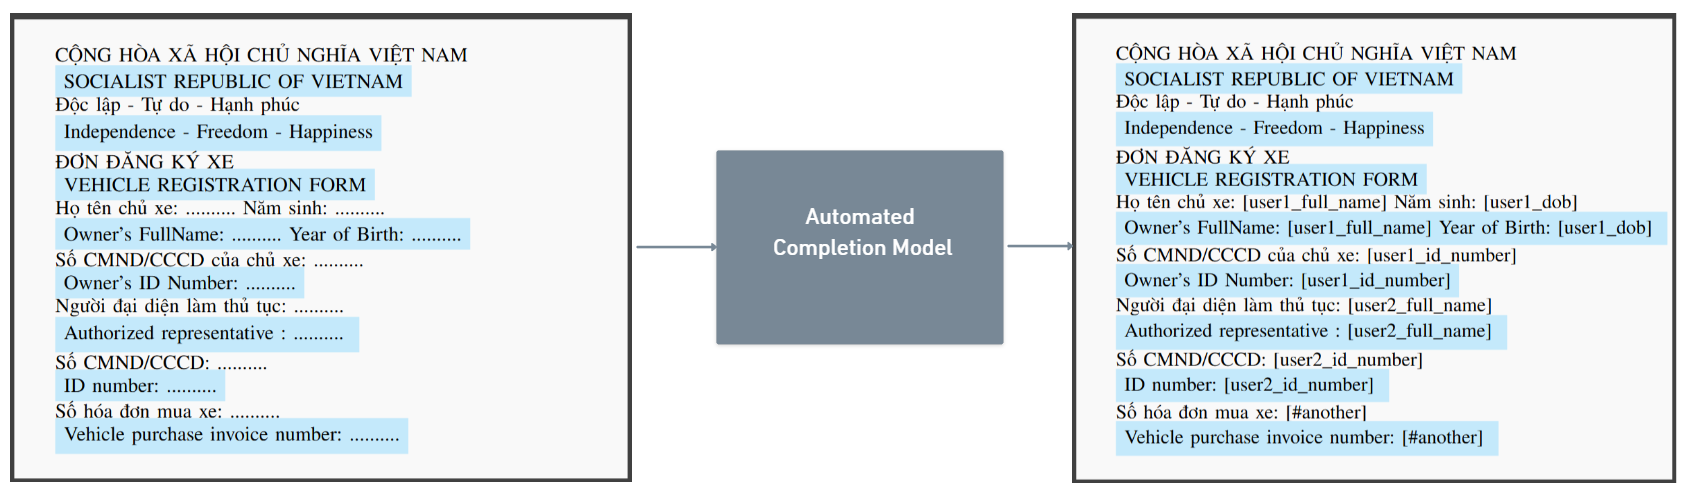 CỘNG HÒA XÃ HỘI CHỦ NGHĨA VIỆT NAM
SOCIALIST REPUBLIC OF VIETNAM
Độc lập - Tự do - Hạnh phúc
Independence - Freedom - Happiness
ĐƠN ĐĂNG KÝ XE
VEHICLE REGISTRATION FORM
Họ tên chủ xe: .......... Năm sinh: ..........
Owner's FullName: .......... Year of Birth: ..........
Số CMND/CCCD của chủ xe: ..........
Owner's ID Number: ..........
Người đại diện làm thủ tục: ..........
Authorized representative : ..........
Số CMND/CCCD: ..........
ID number: ..........
Số hóa đơn mua xe: ..........
Vehicle purchase invoice number: ..........
Automated
Completion Model
CỘNG HÒA XÃ HỘI CHỦ NGHĨA VIỆT NAM
SOCIALIST REPUBLIC OF VIETNAM
Độc lập - Tự do - Hạnh phúc
Independence - Freedom - Happiness
ĐƠN ĐĂNG KÝ XE
VEHICLE REGISTRATION FORM
Họ tên chủ xe: [user1_full_name] Năm sinh: [user1_dob]
Owner's FullName: [user1_full_name] Year of Birth: [user1_dob]
Số CMND/CCCD của chủ xe: [user1_id_number]
Owner's ID Number: [user1_id_number]
Người đại diện làm thủ tục: [user2_full_name]
Authorized representative : [user2_full_name]
Số CMND/CCCD: [user2_id_number]
ID number: [user2_id_number]
Số hóa đơn mua xe: [#another]
Vehicle purchase invoice number: [#another]